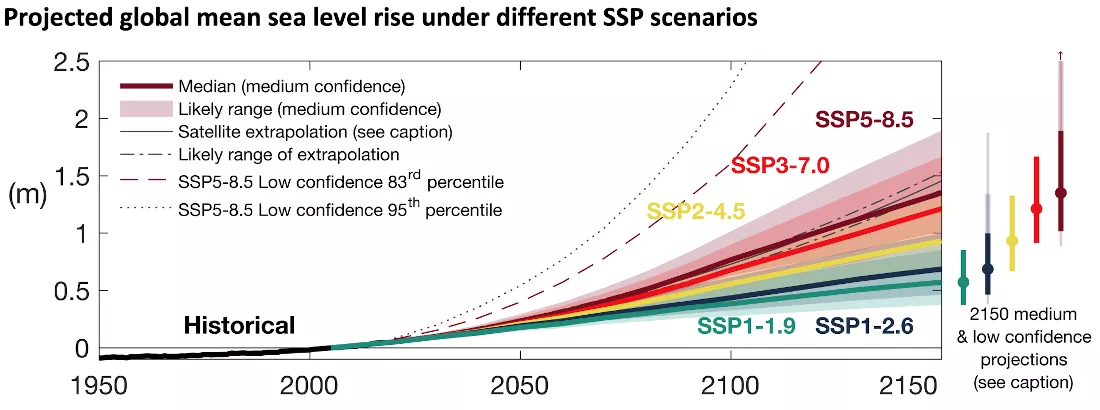 Projected global mean sea level rise under different SSP scenarios
2.5
2
1.5
1
0.5
0
(m)
Median (medium confidence)
Likely range (medium confidence)
Satellite extrapolation (see caption)
Likely range of extrapolation
SSP5-8.5 Low confidence 83rd percentile
SSP5-8.5 Low confidence 95th percentile
SSP5-8.5
SSP3-7.0
SSP2-4.5
Historical
SSP1-1.9
SSP1-2.6
1950
2000
2050
2100
2150
2150 medium
& low confidence
projections
(see caption)